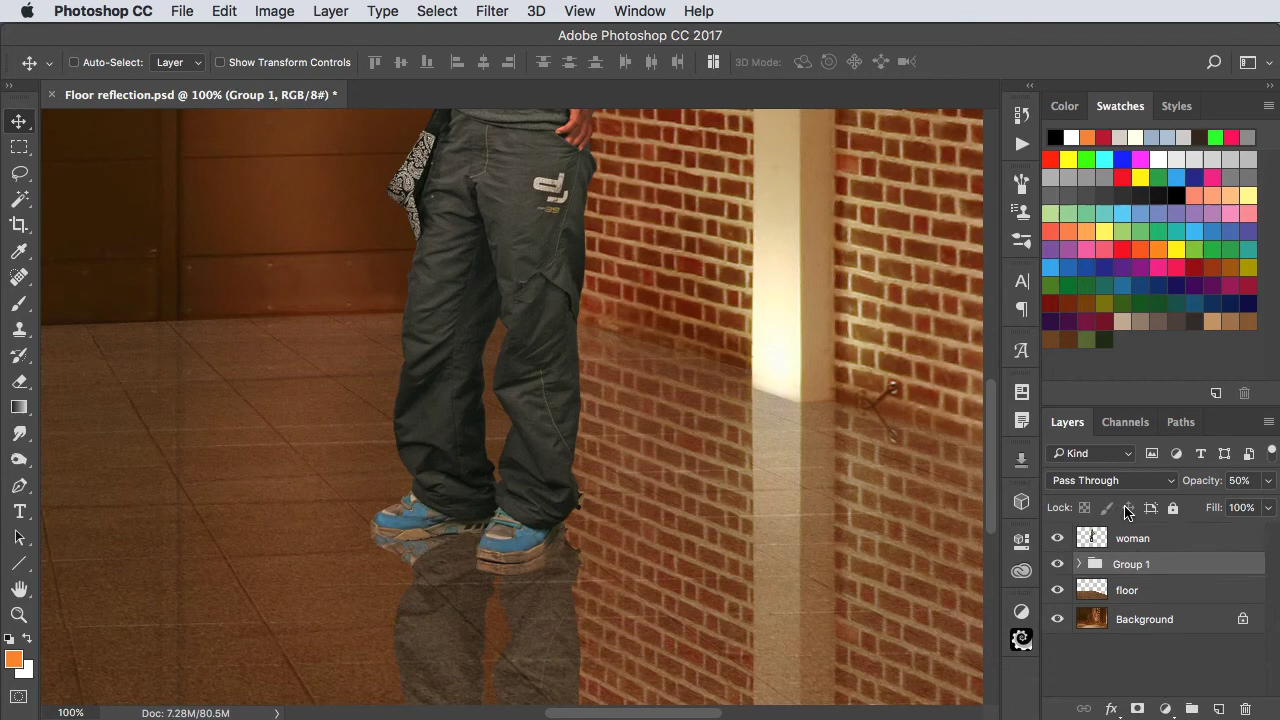 Photoshop CC File Edit Image Layer Type Select Filter 3D View Window Help
Adobe Photoshop CC 2017
Auto-Select: Layer Show Transform Controls 3D Mode:
Floor reflection.psd @ 100% (Group 1, RGB/8#) *
Color Swatches Styles
Layers Channels Paths
Kind
Pass Through Opacity: 50%
Lock: Fill: 100%
woman
Group 1
floor
Background
100% Doc: 7.28M/80.5M